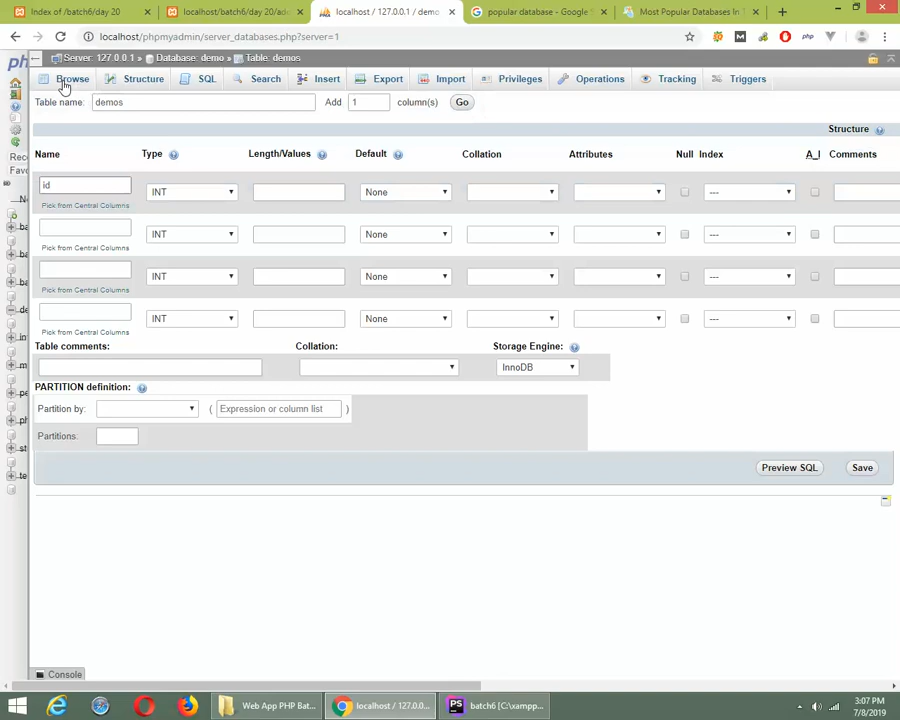 Index of /batch6/day 20
localhost/batch6/day 20/add
localhost / 127.0.0.1 / demo
popular database - Google S
Most Popular Databases In T
localhost/phpmyadmin/server_databases.php?server=1
Server: 127.0.0.1 » Database: demo » Table: demos
Browse Structure SQL Search Insert Export Import Privileges Operations Tracking Triggers
Table name: demos Add 1 column(s) Go
Rece
Favo
Structure
Name Type Length/Values Default Collation Attributes Null Index A_I Comments
id INT None ---
Pick from Central Columns
INT None ---
Pick from Central Columns
INT None ---
Pick from Central Columns
INT None ---
Pick from Central Columns
Table comments: Collation: Storage Engine:
InnoDB
PARTITION definition:
Partition by: ( Expression or column list )
Partitions:
Preview SQL Save
Console
Web App PHP Bat...
localhost / 127.0.0....
batch6 [C:\xampp...
3:07 PM
7/8/2019